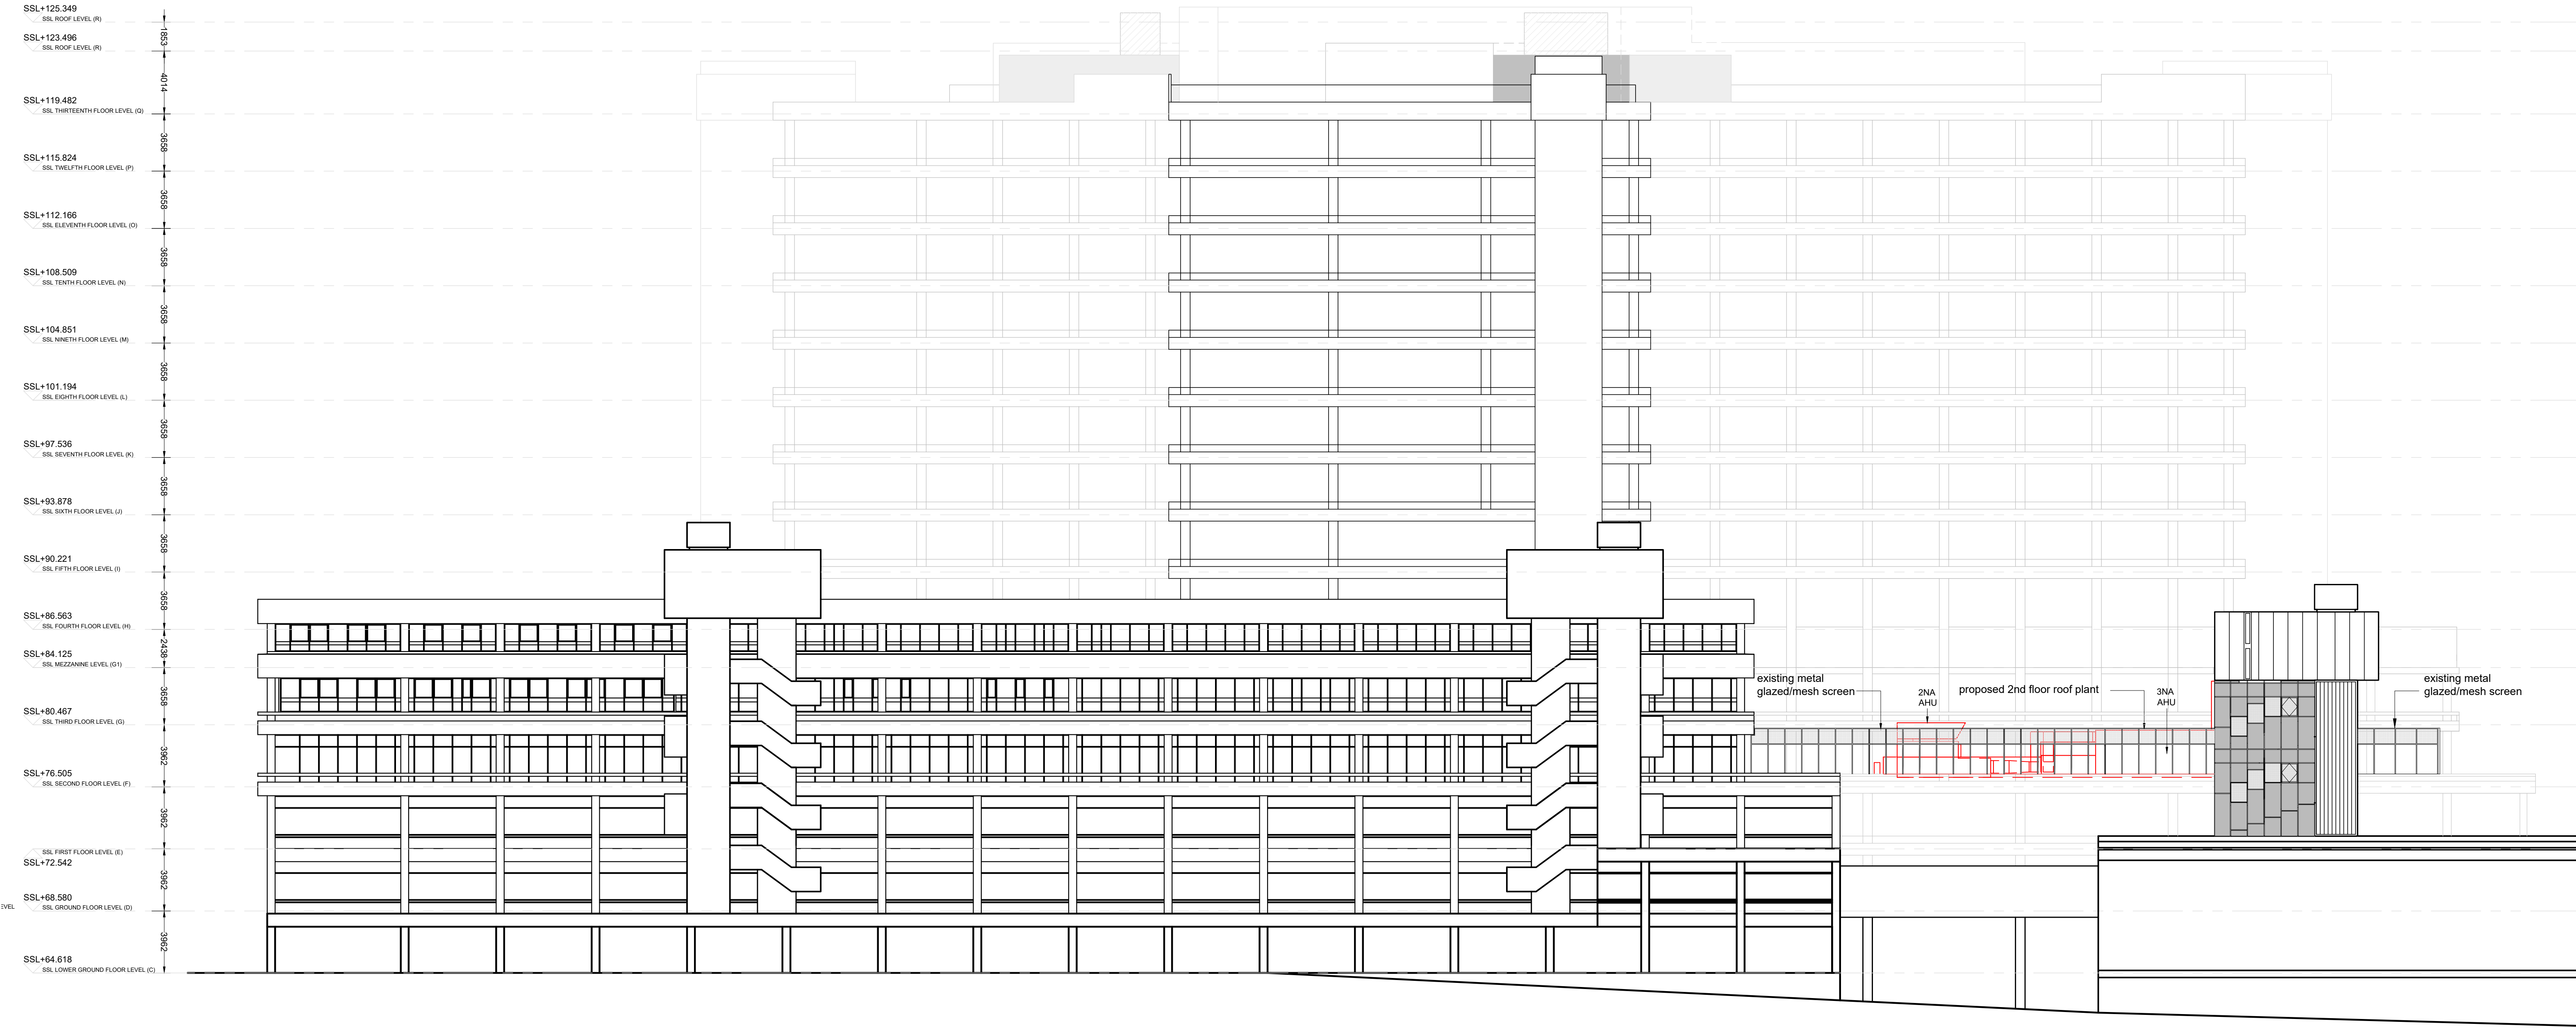 SSL+125.349
SSL ROOF LEVEL (R)
1853
SSL+123.496
SSL ROOF LEVEL (R)
4014
SSL+119.482
SSL THIRTEENTH FLOOR LEVEL (Q)
3658
SSL+115.824
SSL TWELFTH FLOOR LEVEL (P)
3658
SSL+112.166
SSL ELEVENTH FLOOR LEVEL (O)
3658
SSL+108.509
SSL TENTH FLOOR LEVEL (N)
3658
SSL+104.851
SSL NINETH FLOOR LEVEL (M)
3658
SSL+101.194
SSL EIGHTH FLOOR LEVEL (L)
3658
SSL+97.536
SSL SEVENTH FLOOR LEVEL (K)
3658
SSL+93.878
SSL SIXTH FLOOR LEVEL (J)
3658
SSL+90.221
SSL FIFTH FLOOR LEVEL (I)
3658
SSL+86.563
SSL FOURTH FLOOR LEVEL (H)
2438
SSL+84.125
SSL MEZZANINE LEVEL (G1)
3658
SSL+80.467
SSL THIRD FLOOR LEVEL (G)
3962
SSL+76.505
SSL SECOND FLOOR LEVEL (F)
3962
SSL FIRST FLOOR LEVEL (E)
SSL+72.542
3962
SSL+68.580
SSL GROUND FLOOR LEVEL (D)
EVEL
3962
SSL+64.618
SSL LOWER GROUND FLOOR LEVEL (C)
existing metal
glazed/mesh screen
2NA
AHU
proposed 2nd floor roof plant
3NA
AHU
existing metal
glazed/mesh screen